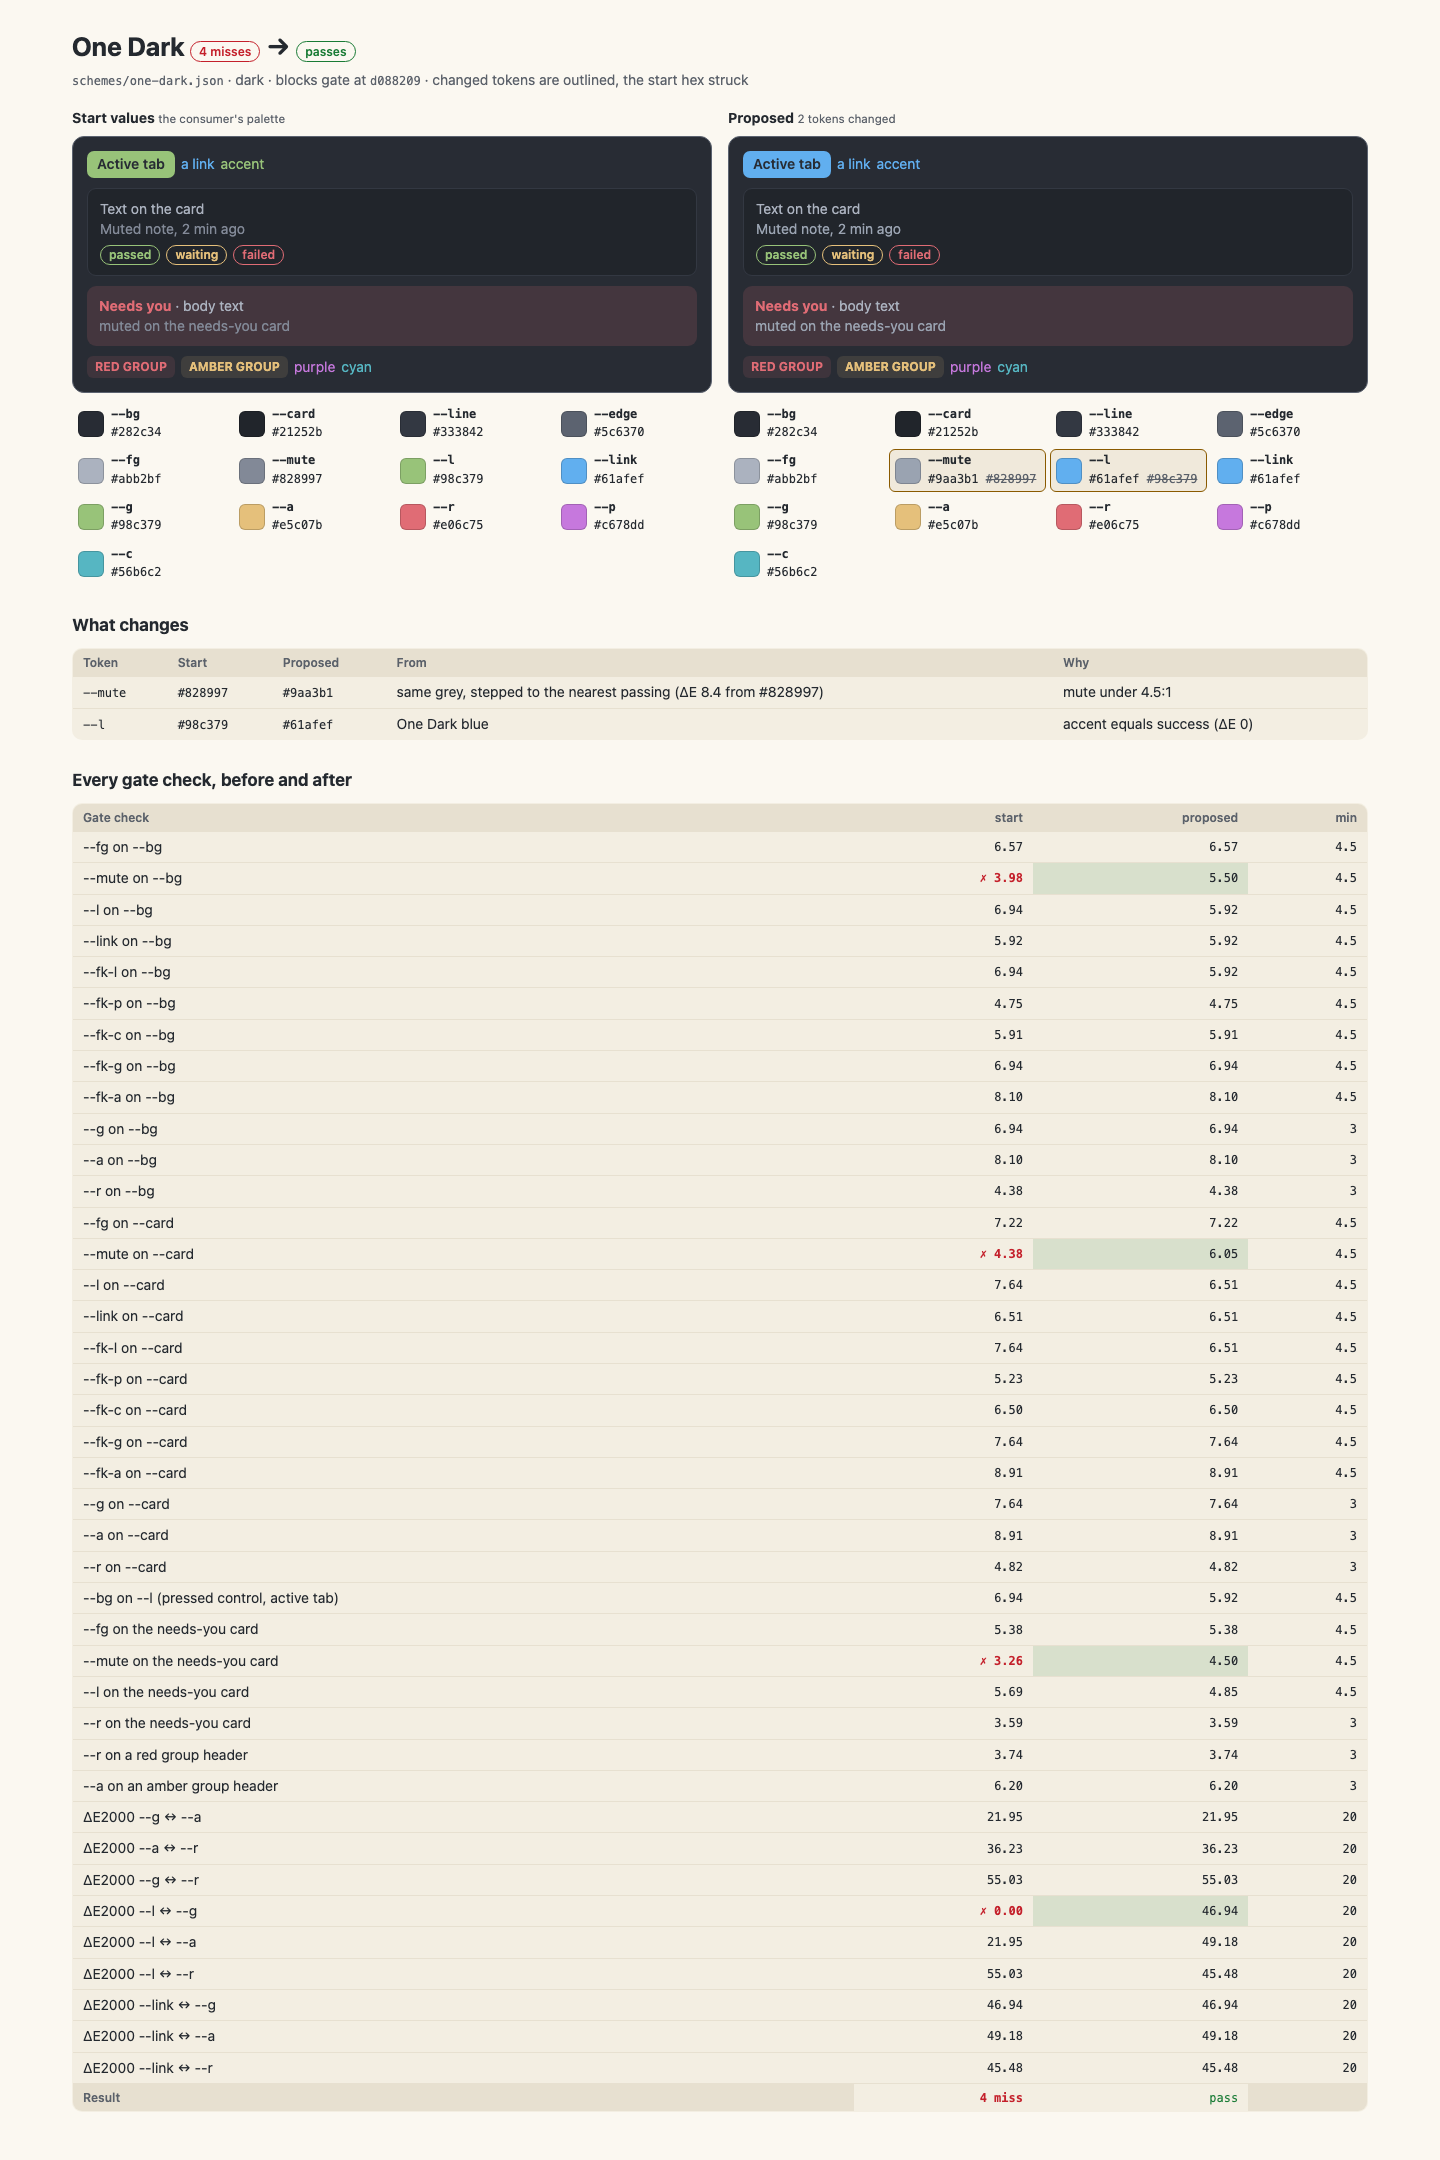 One Dark 4 misses → passes
schemes/one-dark.json · dark · blocks gate at d088209 · changed tokens are outlined, the start hex struck
Start values the consumer's palette
Active tab a link accent
Text on the card
Muted note, 2 min ago
passed waiting failed
Needs you · body text
muted on the needs-you card
RED GROUP AMBER GROUP purple cyan
--bg #282c34
--card #21252b
--line #333842
--edge #5c6370
--fg #abb2bf
--mute #828997
--l #98c379
--link #61afef
--g #98c379
--a #e5c07b
--r #e06c75
--p #c678dd
--c #56b6c2
Proposed 2 tokens changed
Active tab a link accent
Text on the card
Muted note, 2 min ago
passed waiting failed
Needs you · body text
muted on the needs-you card
RED GROUP AMBER GROUP purple cyan
--bg #282c34
--card #21252b
--line #333842
--edge #5c6370
--fg #abb2bf
--mute #9aa3b1 #828997
--l #61afef #98c379
--link #61afef
--g #98c379
--a #e5c07b
--r #e06c75
--p #c678dd
--c #56b6c2
What changes
Token Start Proposed From Why
--mute #828997 #9aa3b1 same grey, stepped to the nearest passing (ΔE 8.4 from #828997) mute under 4.5:1
--l #98c379 #61afef One Dark blue accent equals success (ΔE 0)
Every gate check, before and after
Gate check start proposed min
--fg on --bg 6.57 6.57 4.5
--mute on --bg ✗ 3.98 5.50 4.5
--l on --bg 6.94 5.92 4.5
--link on --bg 5.92 5.92 4.5
--fk-l on --bg 6.94 5.92 4.5
--fk-p on --bg 4.75 4.75 4.5
--fk-c on --bg 5.91 5.91 4.5
--fk-g on --bg 6.94 6.94 4.5
--fk-a on --bg 8.10 8.10 4.5
--g on --bg 6.94 6.94 3
--a on --bg 8.10 8.10 3
--r on --bg 4.38 4.38 3
--fg on --card 7.22 7.22 4.5
--mute on --card ✗ 4.38 6.05 4.5
--l on --card 7.64 6.51 4.5
--link on --card 6.51 6.51 4.5
--fk-l on --card 7.64 6.51 4.5
--fk-p on --card 5.23 5.23 4.5
--fk-c on --card 6.50 6.50 4.5
--fk-g on --card 7.64 7.64 4.5
--fk-a on --card 8.91 8.91 4.5
--g on --card 7.64 7.64 3
--a on --card 8.91 8.91 3
--r on --card 4.82 4.82 3
--bg on --l (pressed control, active tab) 6.94 5.92 4.5
--fg on the needs-you card 5.38 5.38 4.5
--mute on the needs-you card ✗ 3.26 4.50 4.5
--l on the needs-you card 5.69 4.85 4.5
--r on the needs-you card 3.59 3.59 3
--r on a red group header 3.74 3.74 3
--a on an amber group header 6.20 6.20 3
ΔE2000 --g ↔ --a 21.95 21.95 20
ΔE2000 --a ↔ --r 36.23 36.23 20
ΔE2000 --g ↔ --r 55.03 55.03 20
ΔE2000 --l ↔ --g ✗ 0.00 46.94 20
ΔE2000 --l ↔ --a 21.95 49.18 20
ΔE2000 --l ↔ --r 55.03 45.48 20
ΔE2000 --link ↔ --g 46.94 46.94 20
ΔE2000 --link ↔ --a 49.18 49.18 20
ΔE2000 --link ↔ --r 45.48 45.48 20
Result 4 miss pass